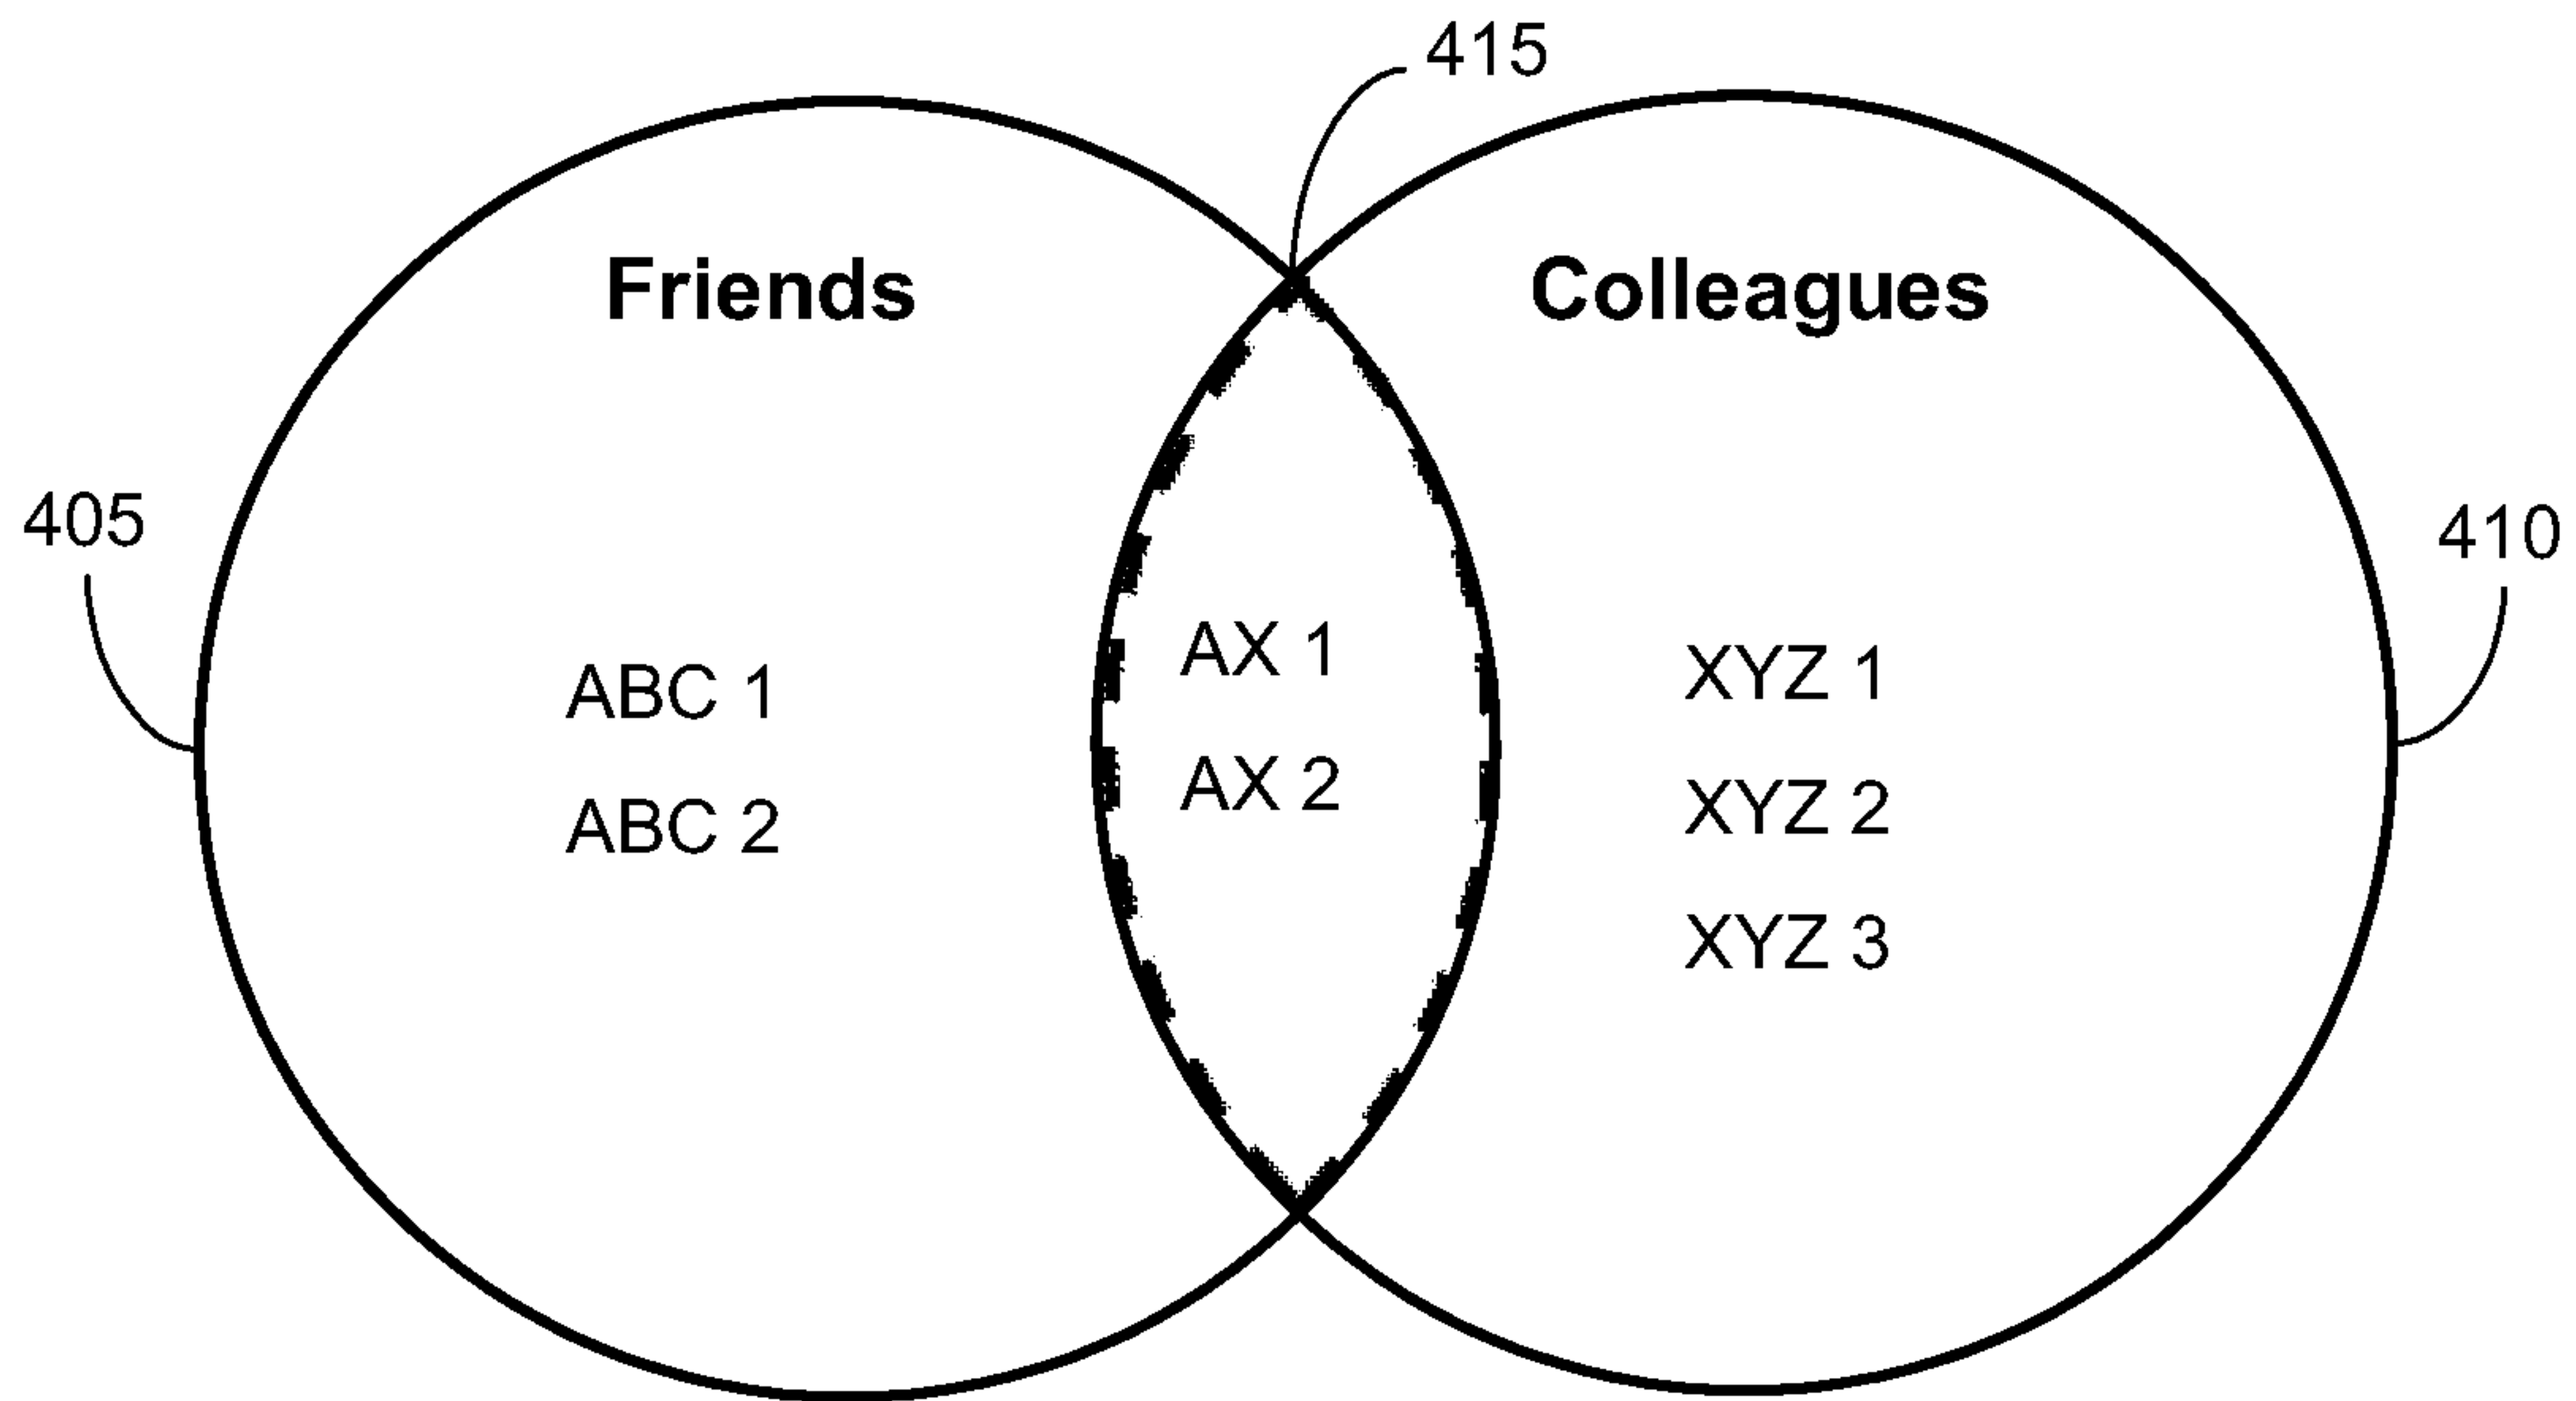 415
Friends
Colleagues
405
410
ABC 1
ABC 2
AX 1
AX 2
XYZ 1
XYZ 2
XYZ 3